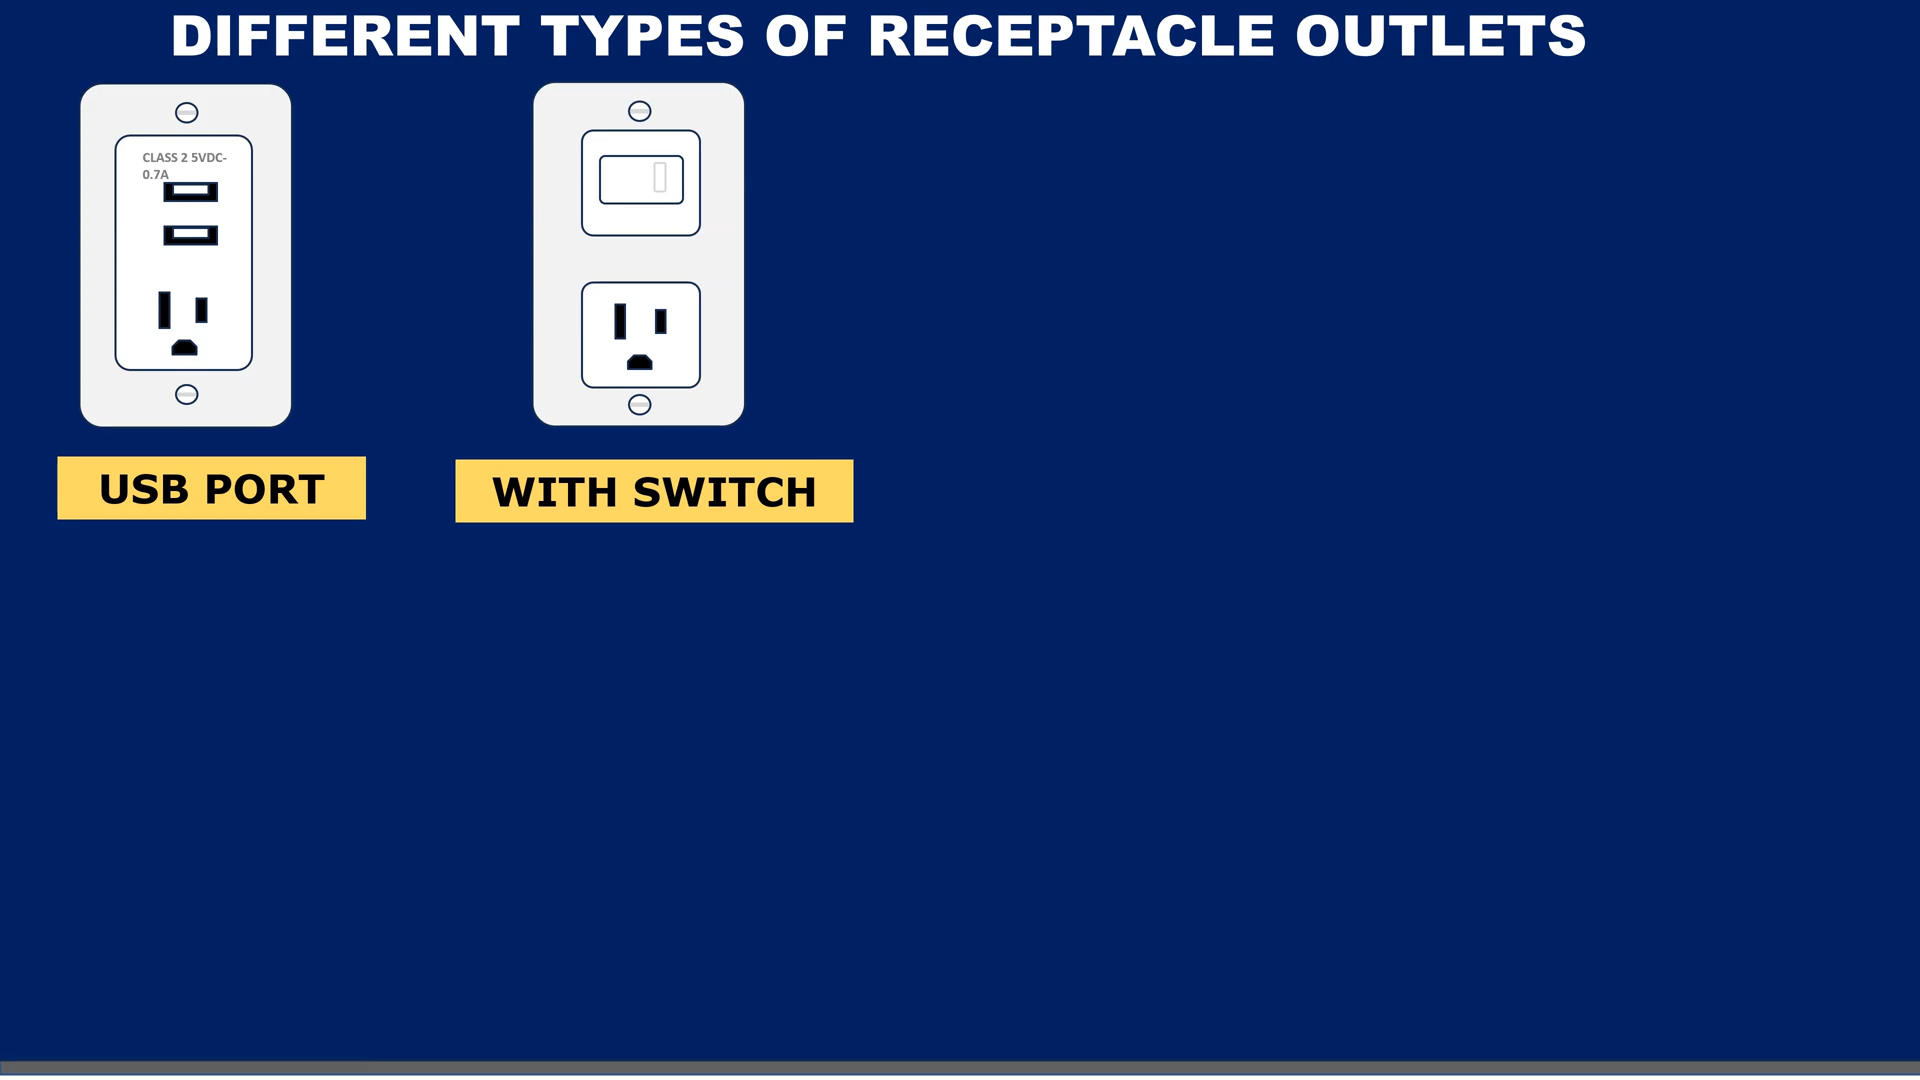 DIFFERENT TYPES OF RECEPTACLE OUTLETS
CLASS 2 5VDC-
0.7A
USB PORT
WITH SWITCH